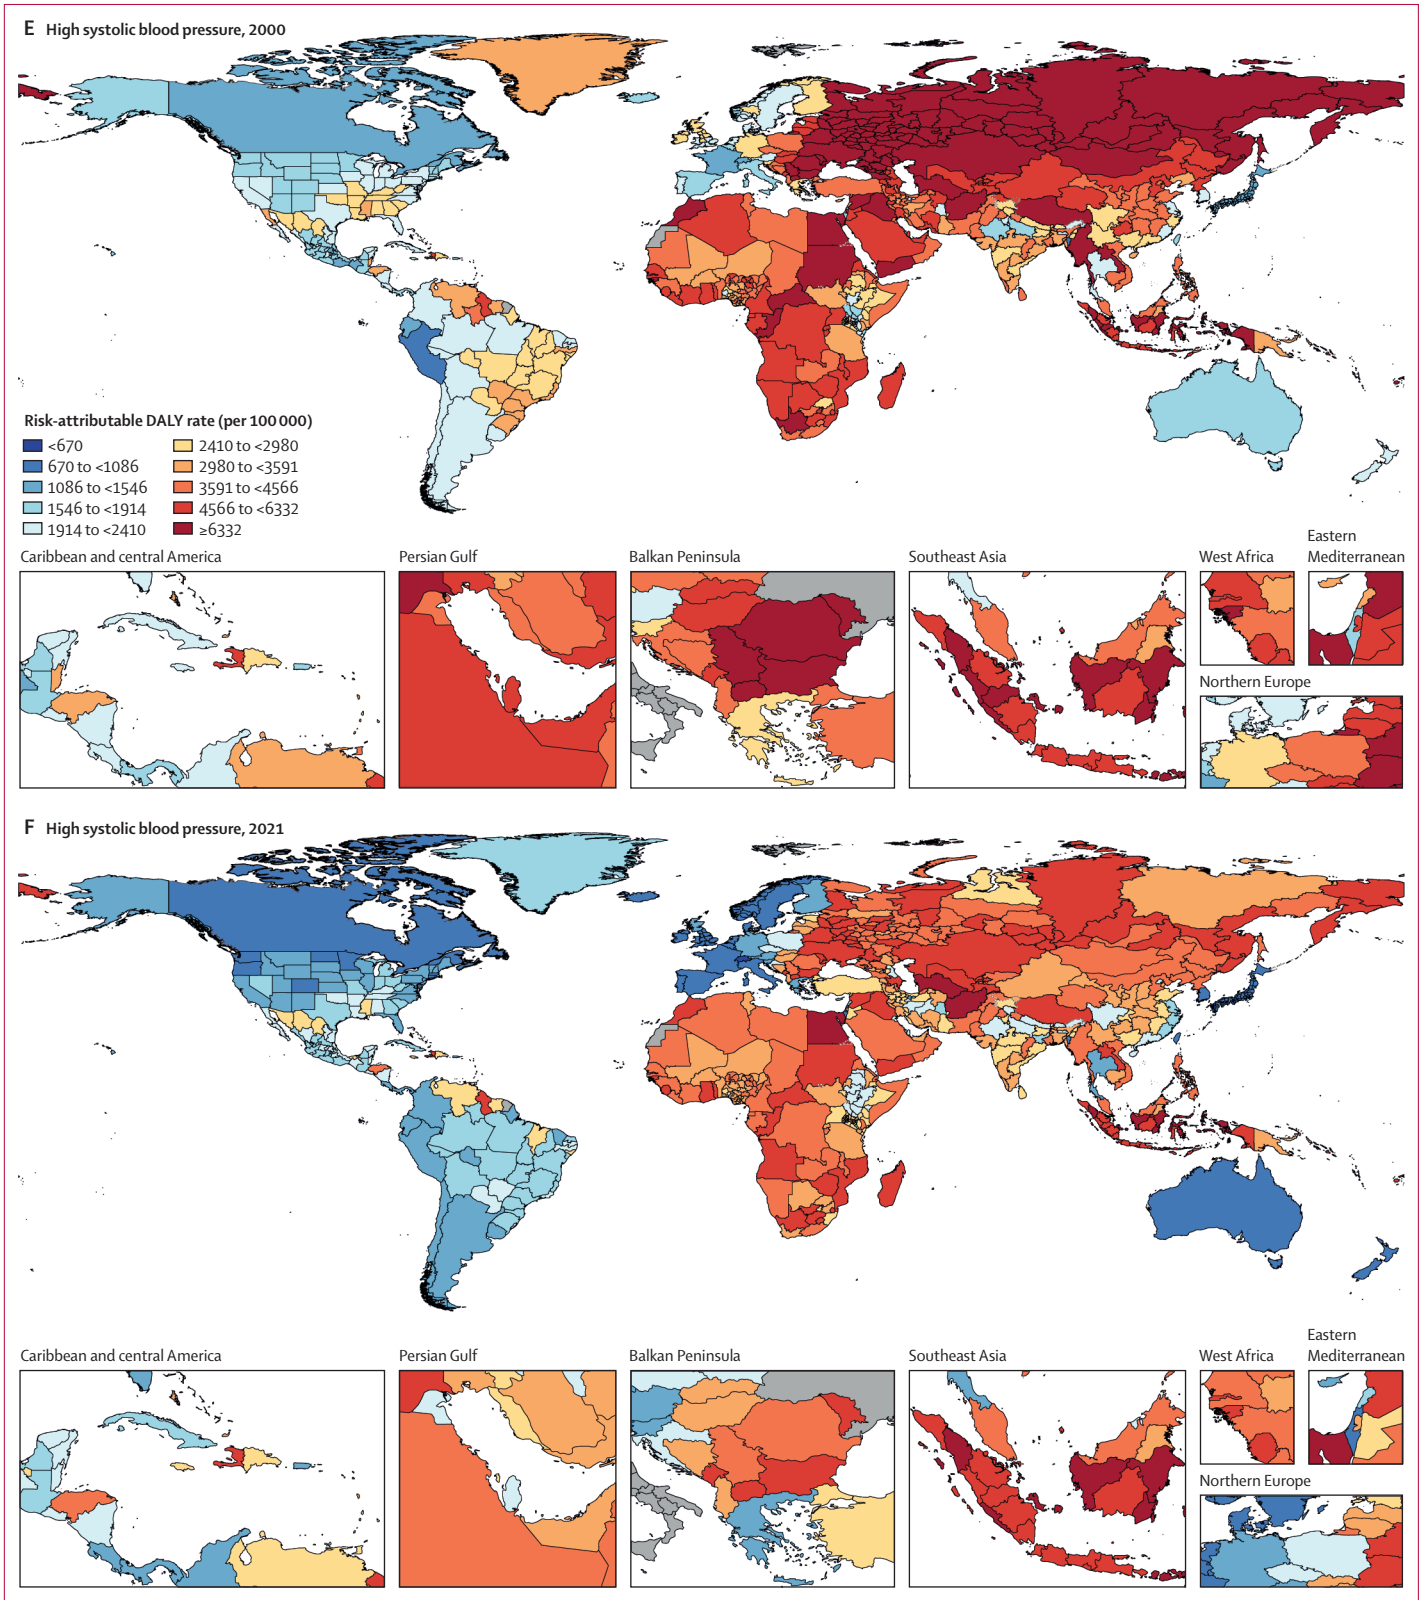 E High systolic blood pressure, 2000
Risk-attributable DALY rate (per 100 000)
<670
670 to <1086
1086 to <1546
1546 to <1914
1914 to <2410
2410 to <2980
2980 to <3591
3591 to <4566
4566 to <6332
≥6332
Caribbean and central America
Persian Gulf
Balkan Peninsula
Southeast Asia
West Africa
Eastern
Mediterranean
Northern Europe
F High systolic blood pressure, 2021
Caribbean and central America
Persian Gulf
Balkan Peninsula
Southeast Asia
West Africa
Eastern
Mediterranean
Northern Europe